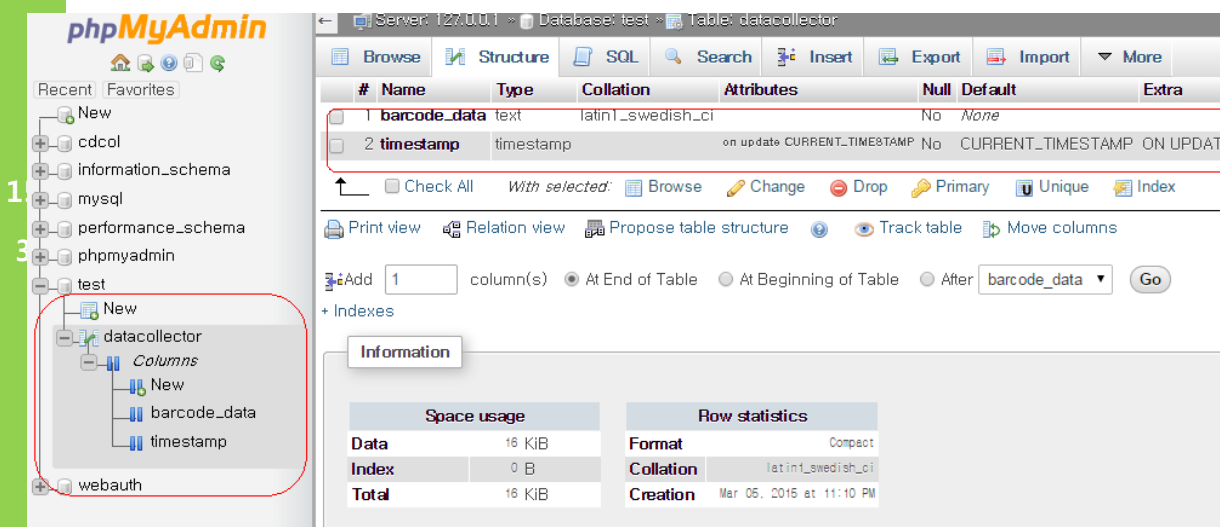 phpMyAdmin
Recent Favorites
New
cdcol
information_schema
mysql
performance_schema
phpmyadmin
test
New
datacollector
Columns
New
barcode_data
timestamp
webauth
Server: 127.0.0.1 » Database: test » Table: datacollector
Browse Structure SQL Search Insert Export Import More
# Name Type Collation Attributes Null Default Extra
1 barcode_data text latin1_swedish_ci No None
2 timestamp timestamp on update CURRENT_TIMESTAMP No CURRENT_TIMESTAMP ON UPDAT
Check All With selected: Browse Change Drop Primary Unique Index
Print view Relation view Propose table structure Track table Move columns
Add 1 column(s) At End of Table At Beginning of Table After barcode_data Go
+ Indexes
Information
Space usage
Data 16 KiB
Index 0 B
Total 16 KiB
Row statistics
Format Compact
Collation latin1_swedish_ci
Creation Mar 05, 2015 at 11:10 PM
3